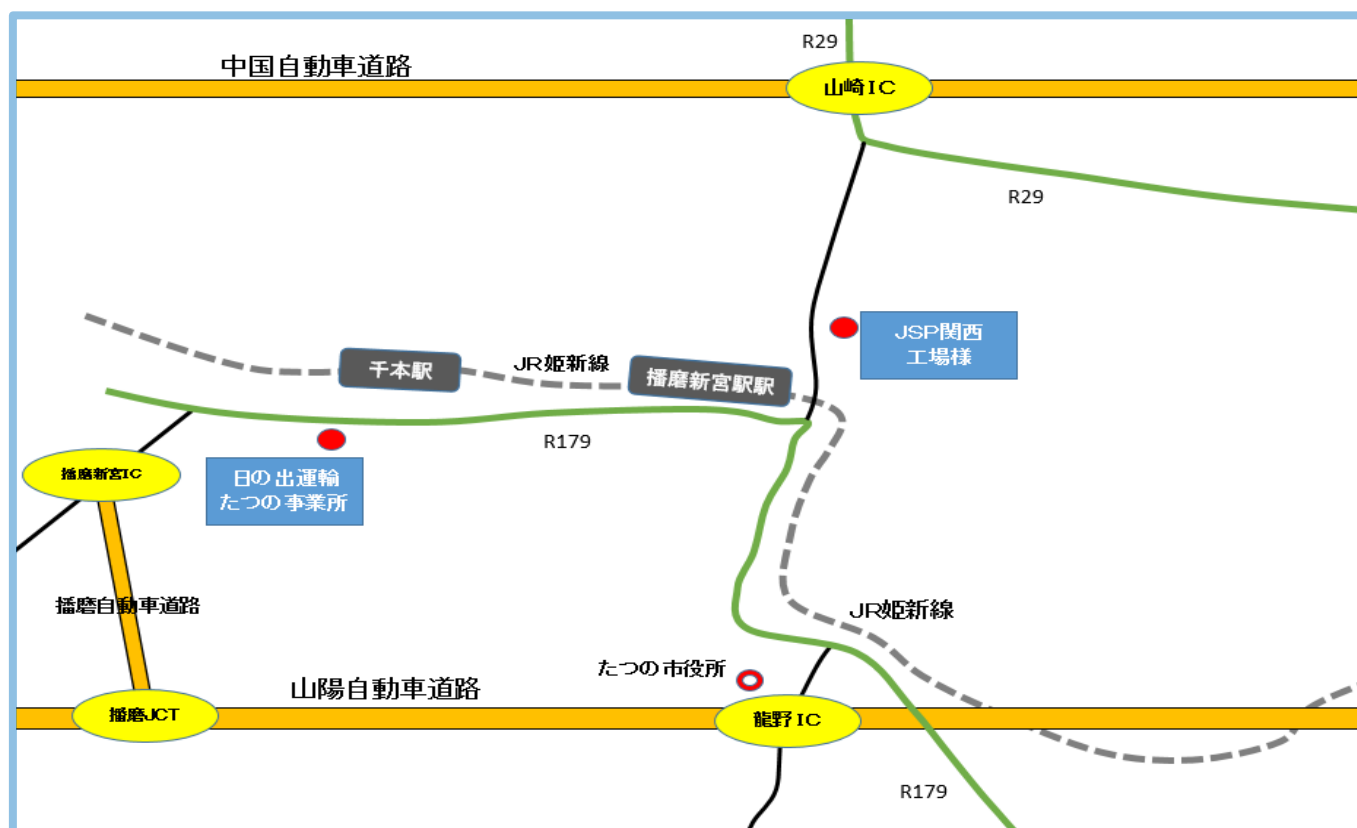 R29
中国自動車道路
山崎IC
R29
JSP関西
工場様
JR姫新線
千本駅
播磨新宮駅駅
R179
播磨新宮IC
日の出運輸
たつの事業所
播磨自動車道路
JR姫新線
たつの市役所
山陽自動車道路
播磨JCT
龍野IC
R179